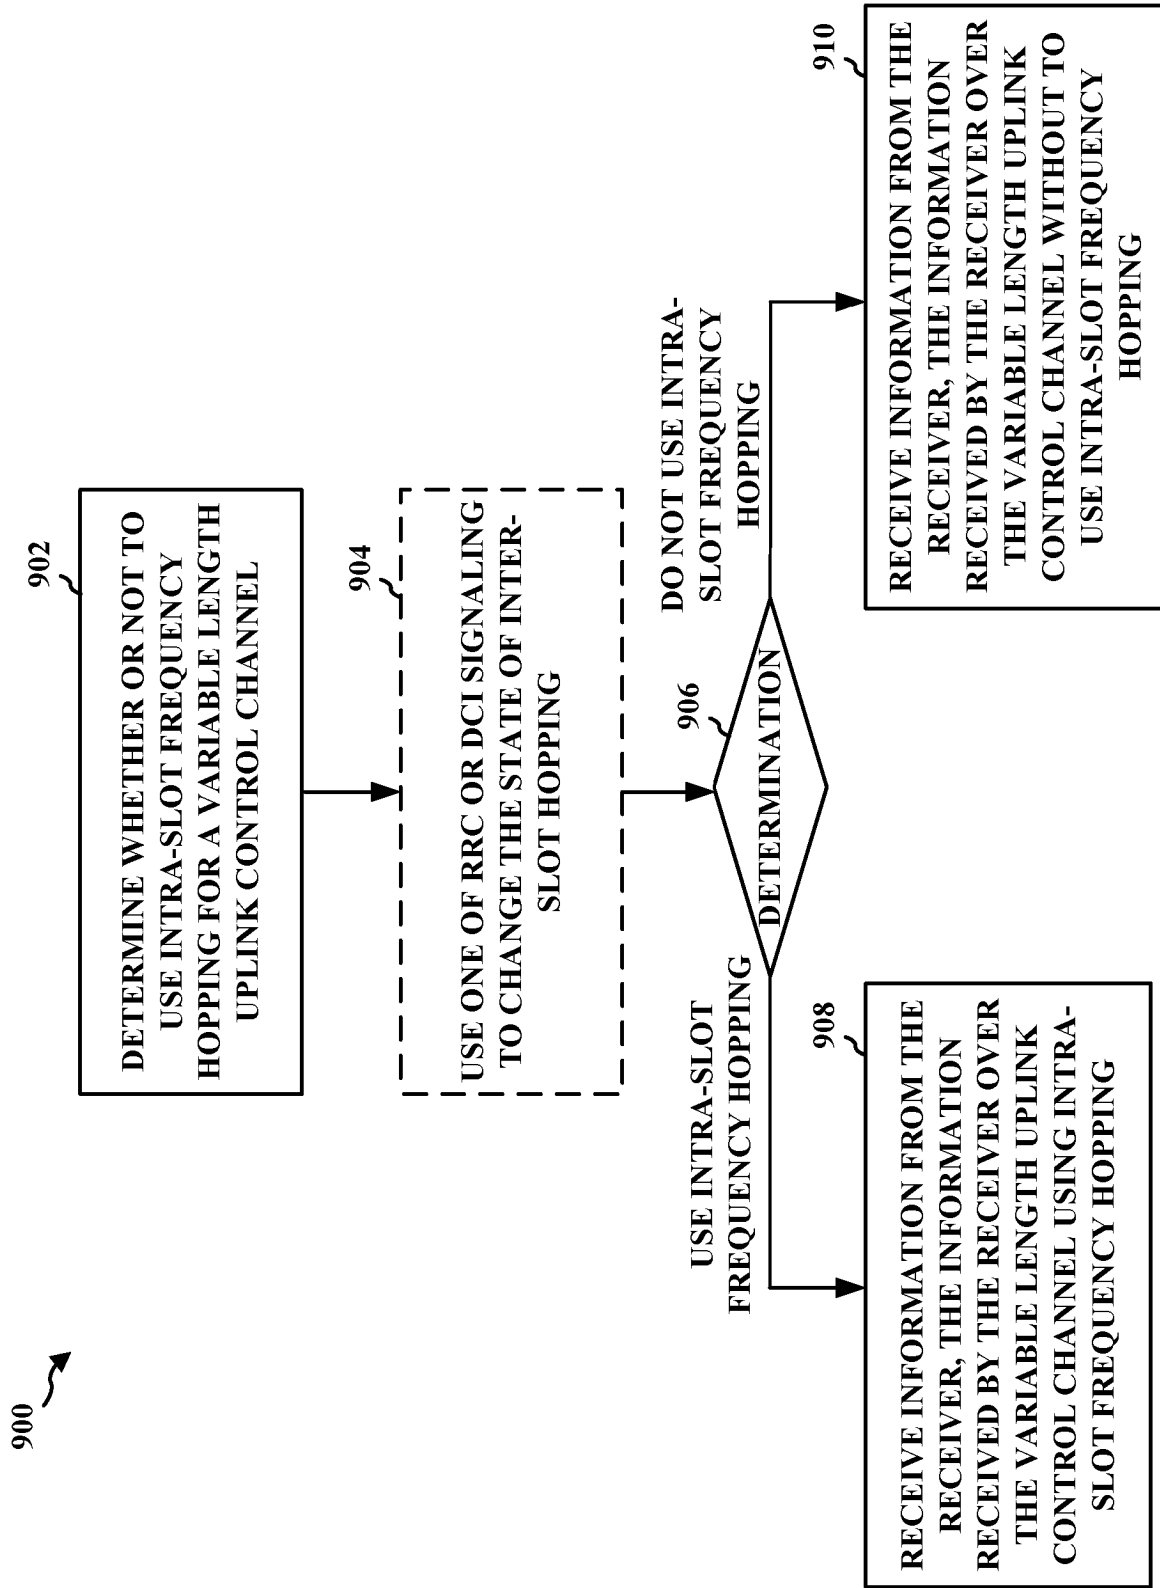 900
902
DETERMINE WHETHER OR NOT TO
USE INTRA-SLOT FREQUENCY
HOPPING FOR A VARIABLE LENGTH
UPLINK CONTROL CHANNEL
904
USE ONE OF RRC OR DCI SIGNALING
TO CHANGE THE STATE OF INTER-
SLOT HOPPING
906
DETERMINATION
USE INTRA-SLOT
FREQUENCY HOPPING
DO NOT USE INTRA-
SLOT FREQUENCY
HOPPING
908
RECEIVE INFORMATION FROM THE
RECEIVER, THE INFORMATION
RECEIVED BY THE RECEIVER OVER
THE VARIABLE LENGTH UPLINK
CONTROL CHANNEL USING INTRA-
SLOT FREQUENCY HOPPING
910
RECEIVE INFORMATION FROM THE
RECEIVER, THE INFORMATION
RECEIVED BY THE RECEIVER OVER
THE VARIABLE LENGTH UPLINK
CONTROL CHANNEL WITHOUT TO
USE INTRA-SLOT FREQUENCY
HOPPING